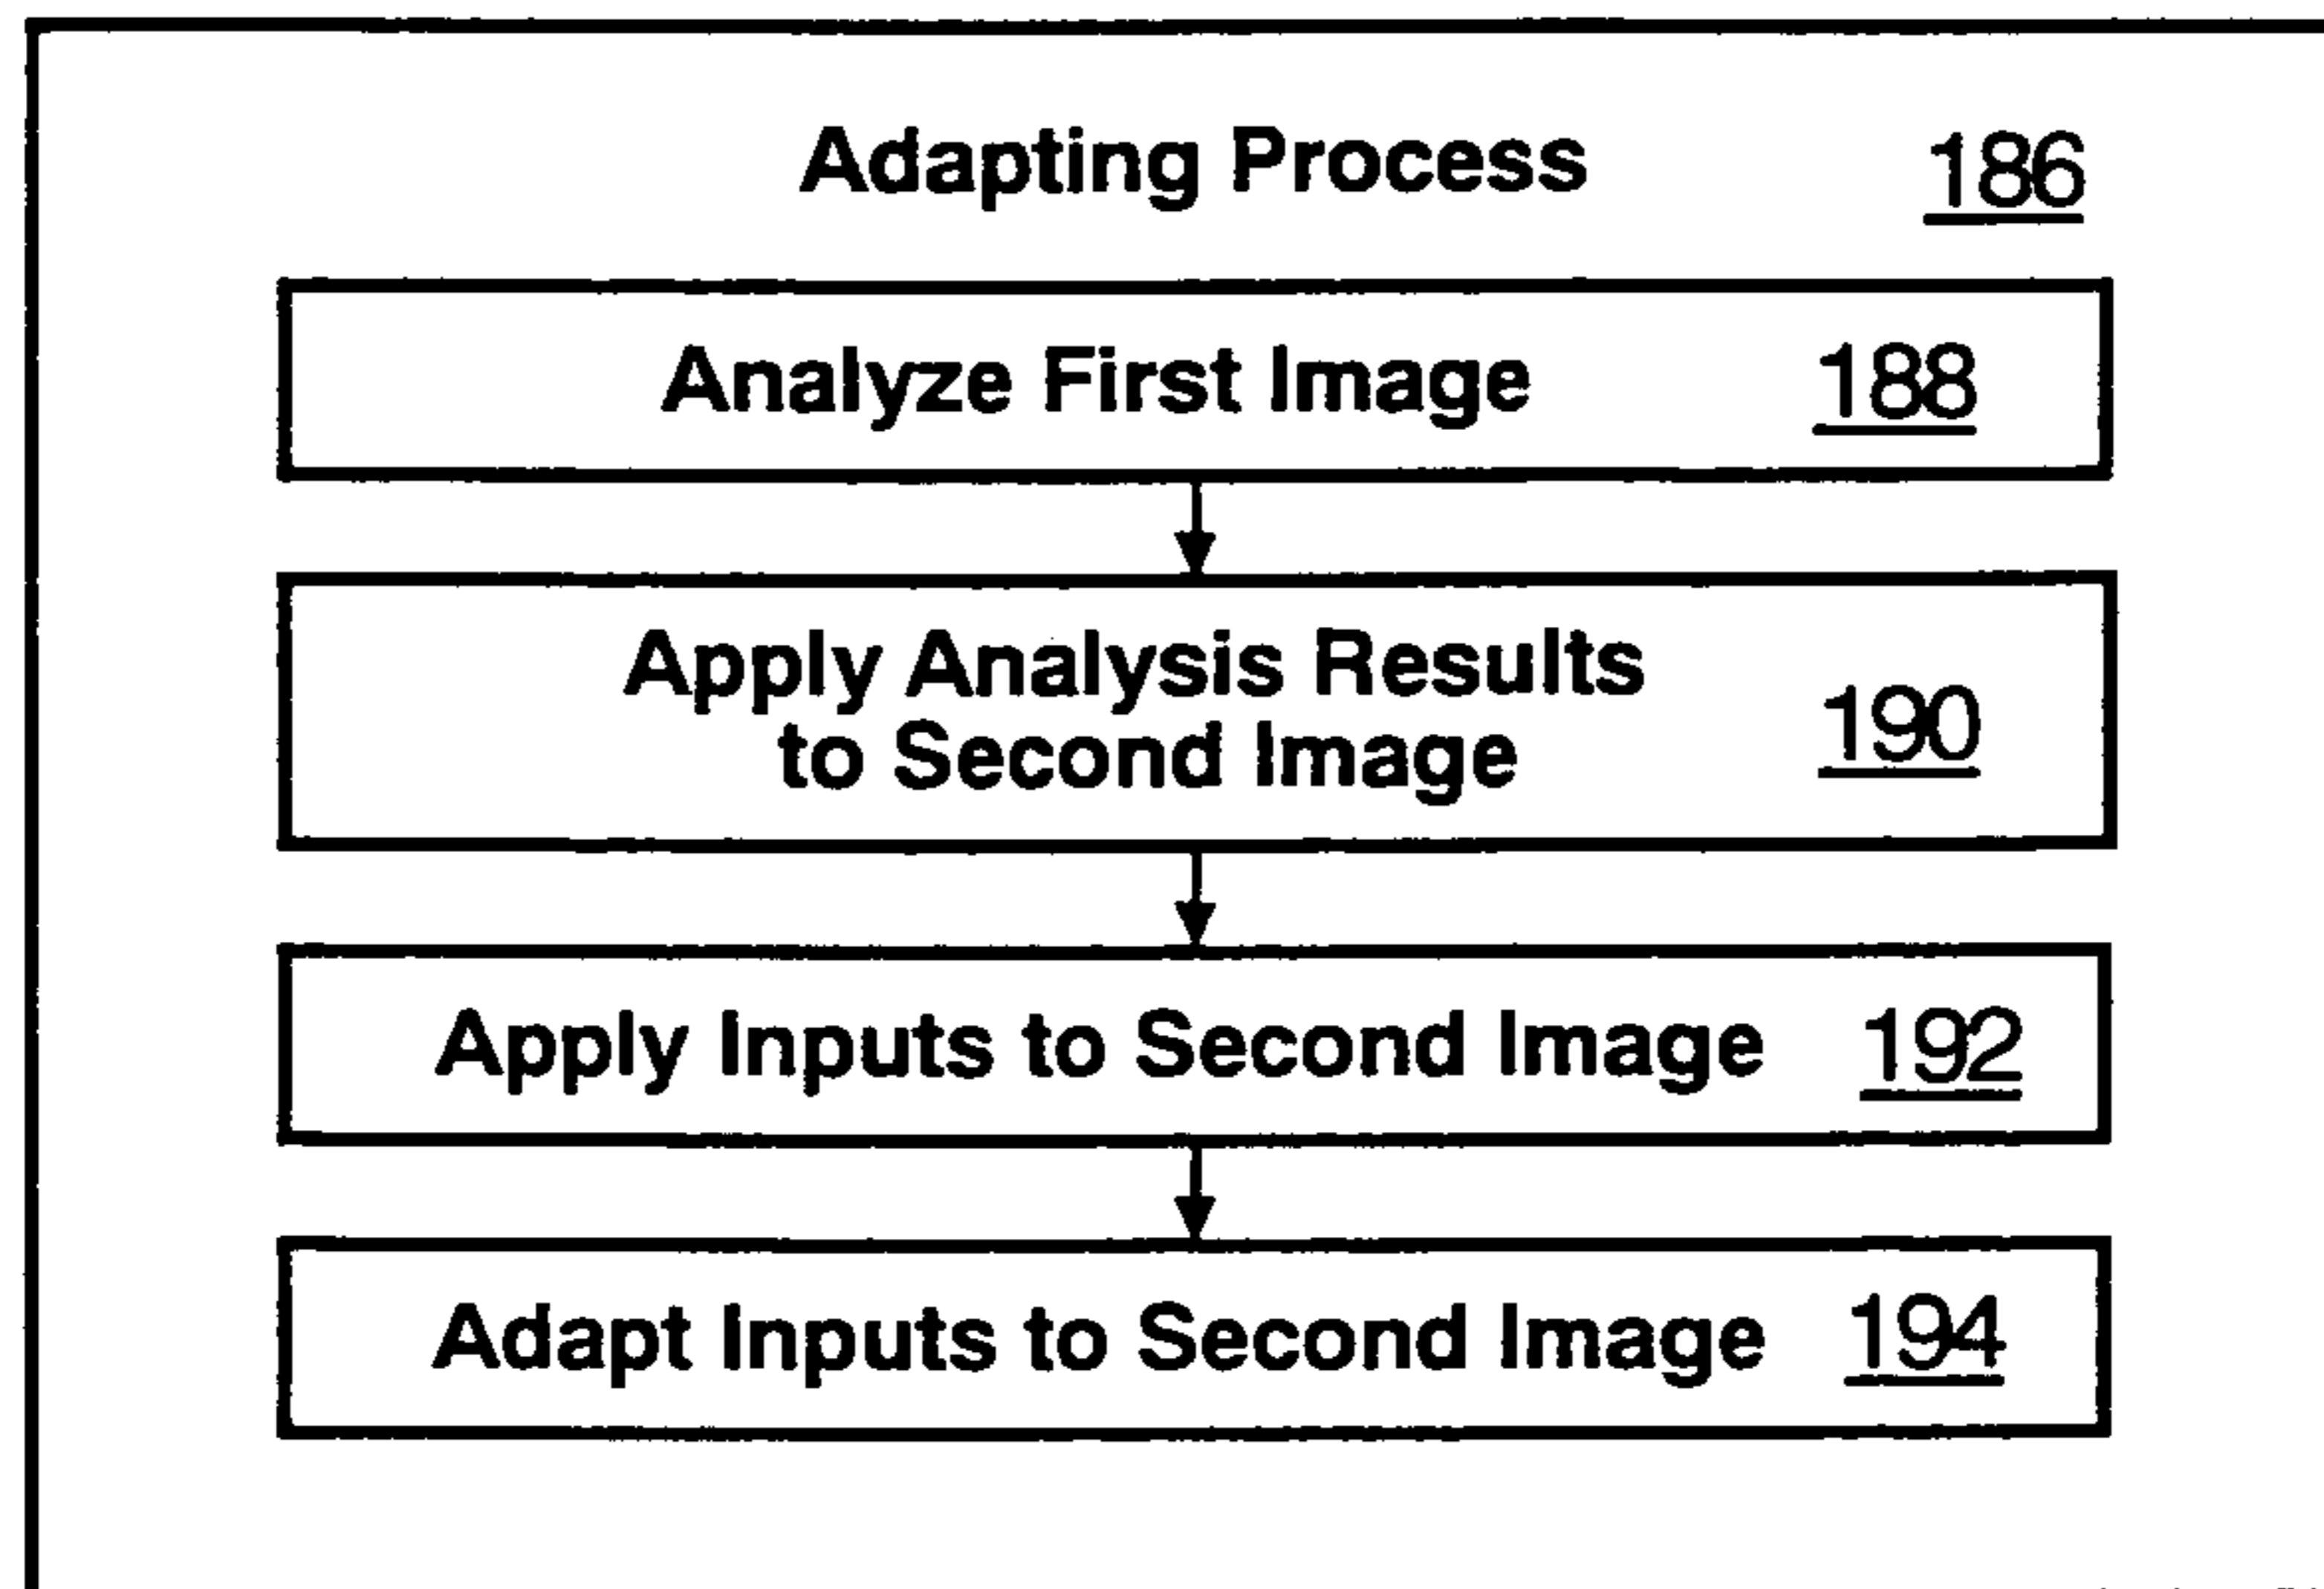 Adapting Process 186
Analyze First Image 188
Apply Analysis Results
to Second Image 190
Apply Inputs to Second Image 192
Adapt Inputs to Second Image 194